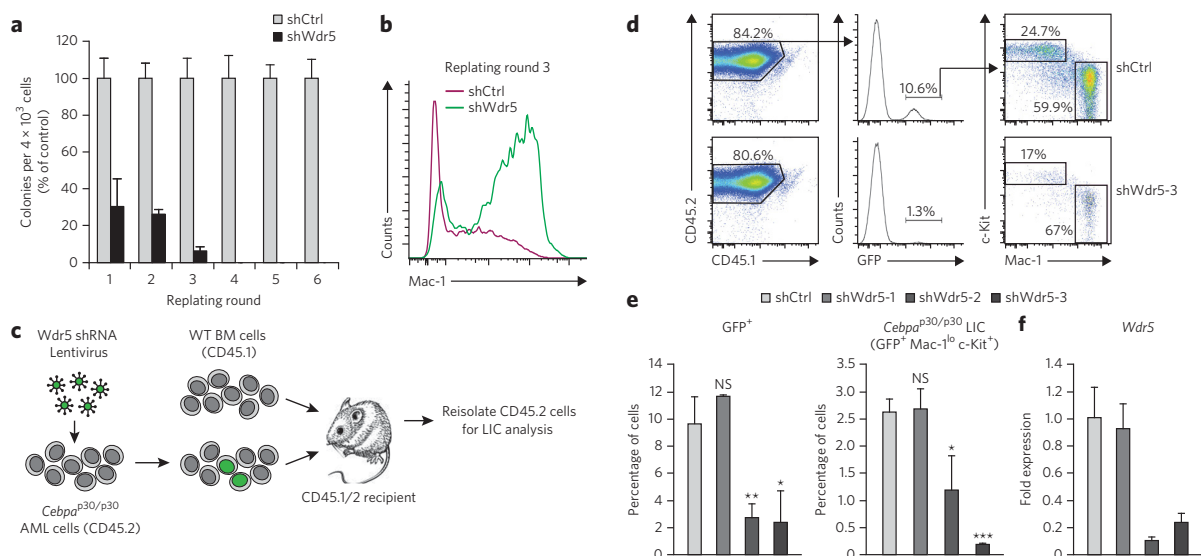 a
shCtrl
shWdr5
Colonies per 4 × 10³ cells
(% of control)
120
100
80
60
40
20
0
1 2 3 4 5 6
Replating round
b
Replating round 3
shCtrl
shWdr5
Counts
Mac-1
c
Wdr5 shRNA
Lentivirus
WT BM cells
(CD45.1)
Cebpa^p30/p30
AML cells (CD45.2)
CD45.1/2 recipient
Reisolate CD45.2 cells
for LIC analysis
d
84.2%
10.6%
24.7%
59.9%
shCtrl
80.6%
1.3%
17%
67%
shWdr5-3
CD45.2
CD45.1
Counts
GFP
c-Kit
Mac-1
shCtrl shWdr5-1 shWdr5-2 shWdr5-3
e
GFP⁺
Percentage of cells
14
12
10
8
6
4
2
0
NS
**
*
Cebpa^p30/p30 LIC
(GFP⁺ Mac-1^lo c-Kit⁺)
Percentage of cells
3.5
3.0
2.5
2.0
1.5
1.0
0.5
0
NS
*
***
f
Wdr5
Fold expression
1.4
1.2
1.0
0.8
0.6
0.4
0.2
0